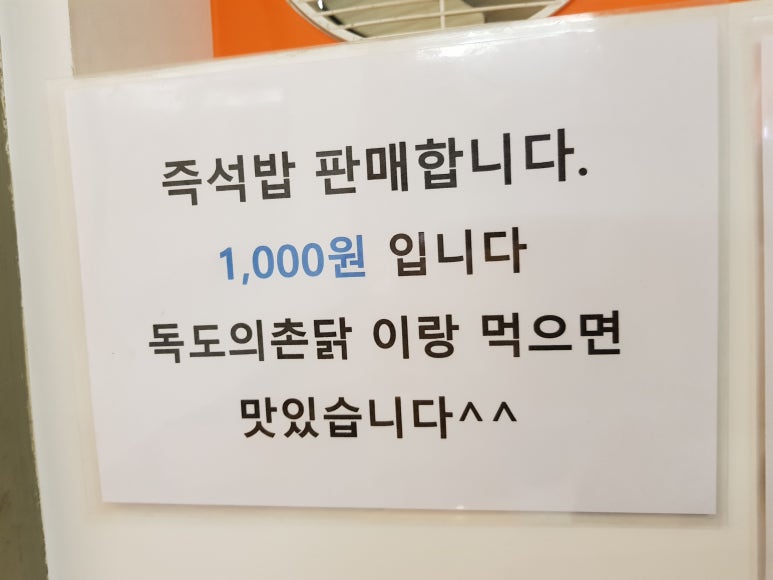 즉석밥 판매합니다.
1,000원 입니다
독도의촌닭 이랑 먹으면
맛있습니다^^